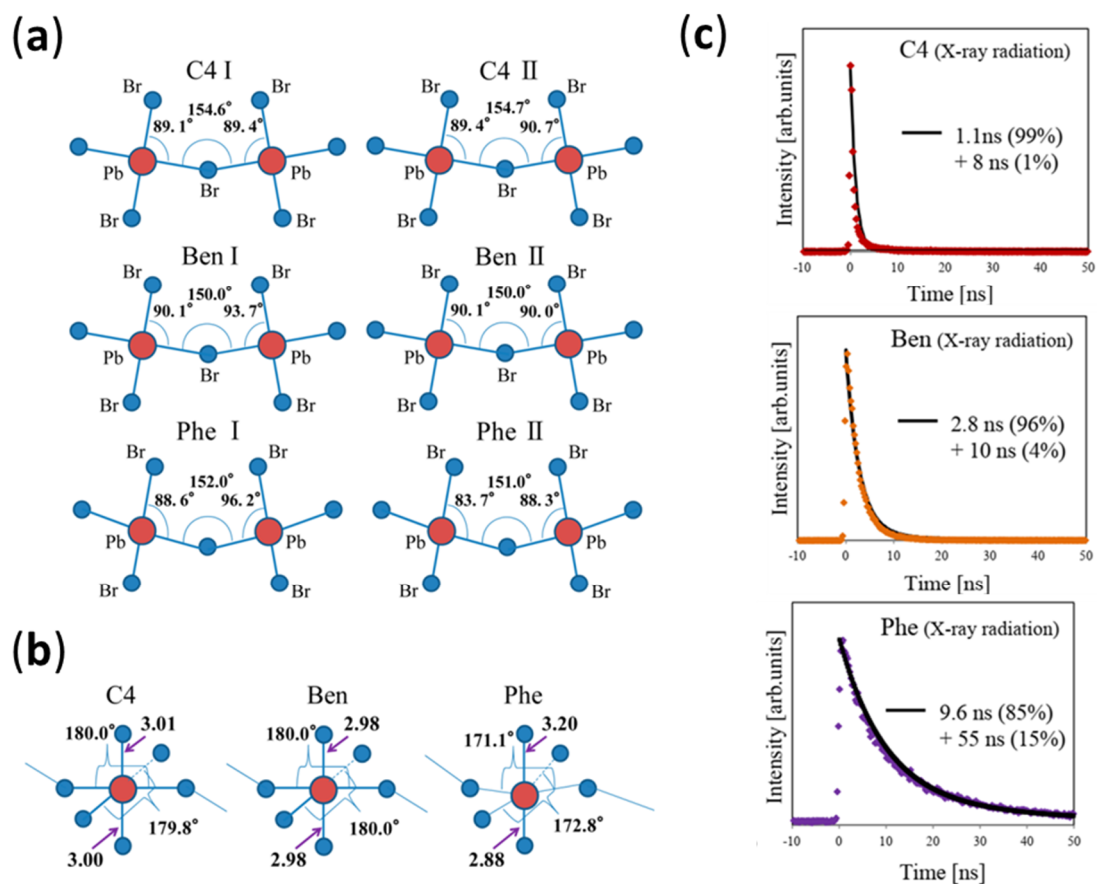 (a)
C4 I
Br 154.6° Br
89. 1° 89. 4°
Pb Br Pb
Br Br
C4 II
Br 154.7° Br
89. 4° 90. 7°
Pb Br Pb
Br Br
Ben I
Br 150.0° Br
90. 1° 93. 7°
Pb Br Pb
Br Br
Ben II
Br 150.0° Br
90. 1° 90. 0°
Pb Br Pb
Br Br
Phe I
Br 152.0° Br
88. 6° 96. 2°
Pb Pb
Br Br
Phe II
Br 151.0° Br
83. 7° 88. 3°
Pb Pb
Br Br
(b)
C4
180.0° 3.01
179.8°
3.00
Ben
180.0° 2.98
180.0°
2.98
Phe
171.1° 3.20
172.8°
2.88
(c)
C4 (X-ray radiation)
1.1ns (99%)
+ 8 ns (1%)
Intensity [arb.units]
-10 0 10 20 30 40 50
Time [ns]
Ben (X-ray radiation)
2.8 ns (96%)
+ 10 ns (4%)
Intensity [arb.units]
-10 0 10 20 30 40 50
Time [ns]
Phe (X-ray radiation)
9.6 ns (85%)
+ 55 ns (15%)
Intensity [arb.units]
-10 0 10 20 30 40 50
Time [ns]